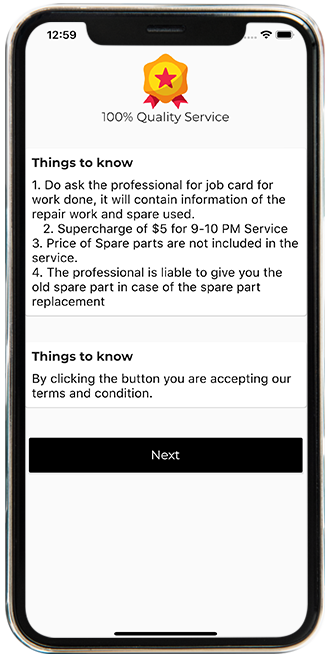 12:59
100% Quality Service
Things to know
1. Do ask the professional for job card for
work done, it will contain information of the
repair work and spare used.
2. Supercharge of $5 for 9-10 PM Service
3. Price of Spare parts are not included in the
service.
4. The professional is liable to give you the
old spare part in case of the spare part
replacement
Things to know
By clicking the button you are accepting our
terms and condition.
Next